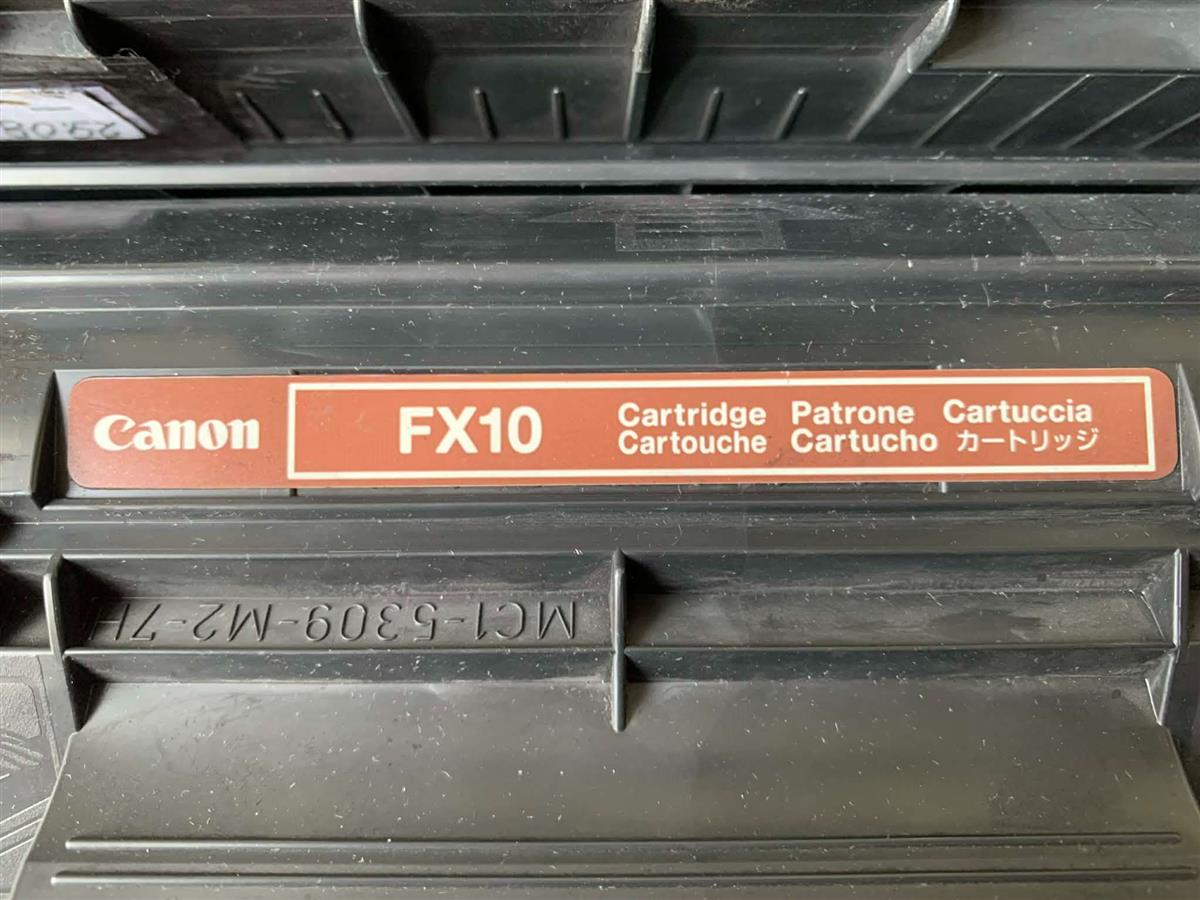 Canon
FX10
Cartridge Patrone Cartuccia
Cartouche Cartucho カートリッジ
MC1-5309-M2-7H